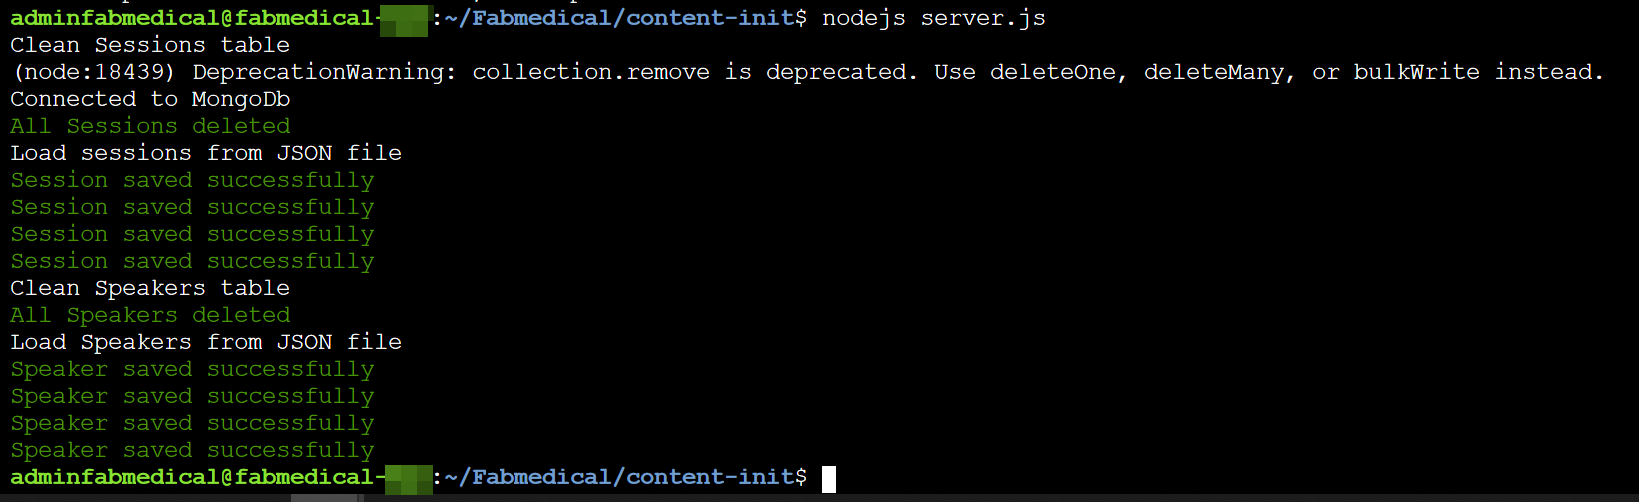 adminfabmedical@fabmedical-:~/Fabmedical/content-init$ nodejs server.js
Clean Sessions table
(node:18439) DeprecationWarning: collection.remove is deprecated. Use deleteOne, deleteMany, or bulkWrite instead.
Connected to MongoDb
All Sessions deleted
Load sessions from JSON file
Session saved successfully
Session saved successfully
Session saved successfully
Session saved successfully
Clean Speakers table
All Speakers deleted
Load Speakers from JSON file
Speaker saved successfully
Speaker saved successfully
Speaker saved successfully
Speaker saved successfully
adminfabmedical@fabmedical-:~/Fabmedical/content-init$